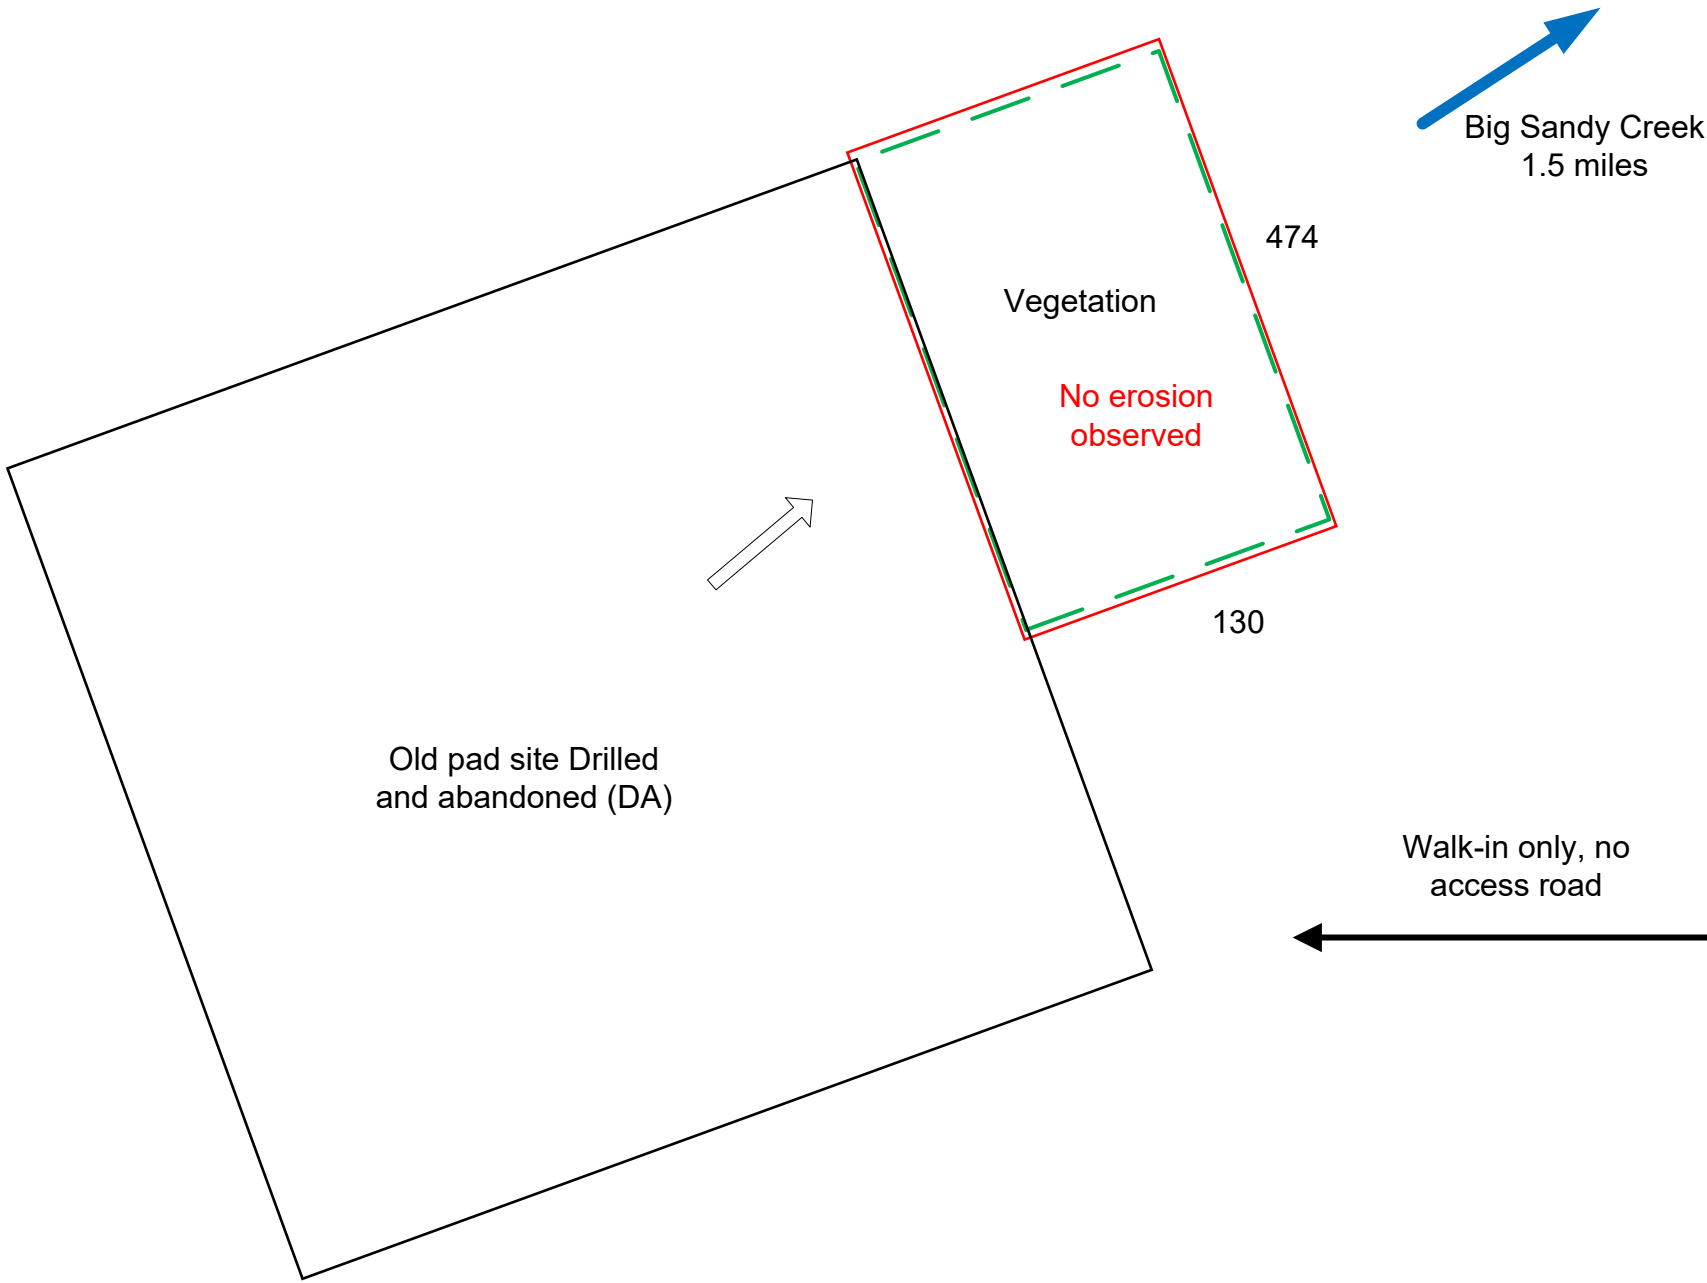 Big Sandy Creek
1.5 miles
474
Vegetation
No erosion
observed
130
Old pad site Drilled
and abandoned (DA)
Walk-in only, no
access road